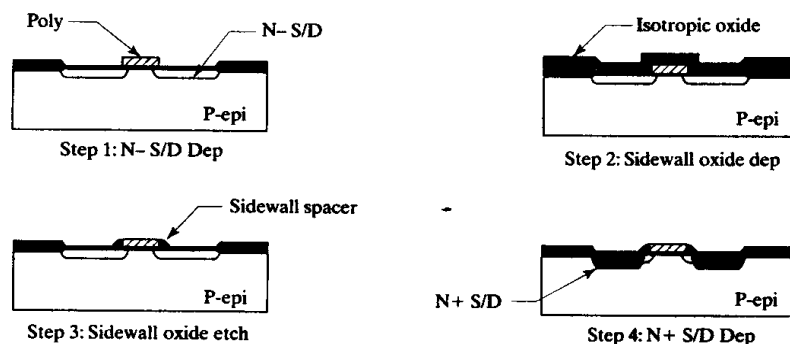 Poly
N– S/D
P-epi
Step 1: N– S/D Dep
Isotropic oxide
P-epi
Step 2: Sidewall oxide dep
Sidewall spacer
P-epi
Step 3: Sidewall oxide etch
N+ S/D
P-epi
Step 4: N+ S/D Dep